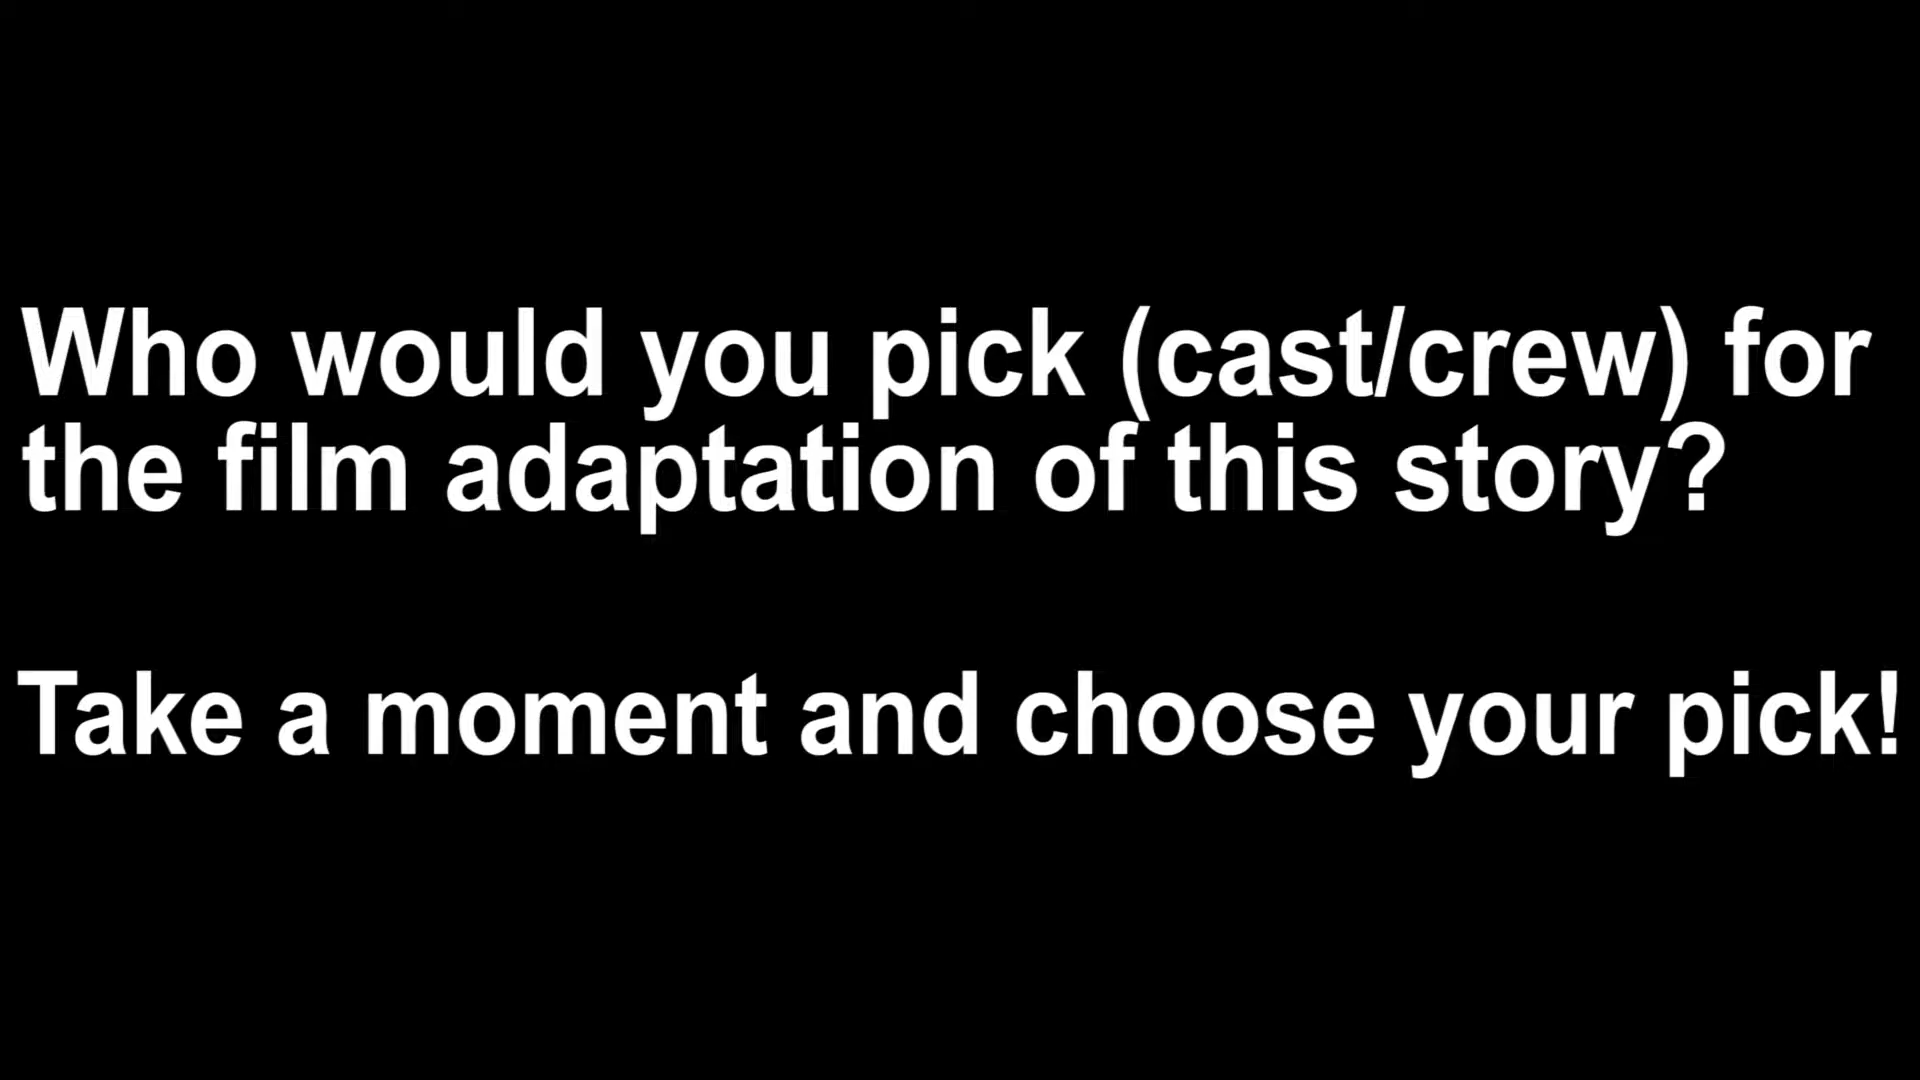 Who would you pick (cast/crew) for
the film adaptation of this story?
Take a moment and choose your pick!